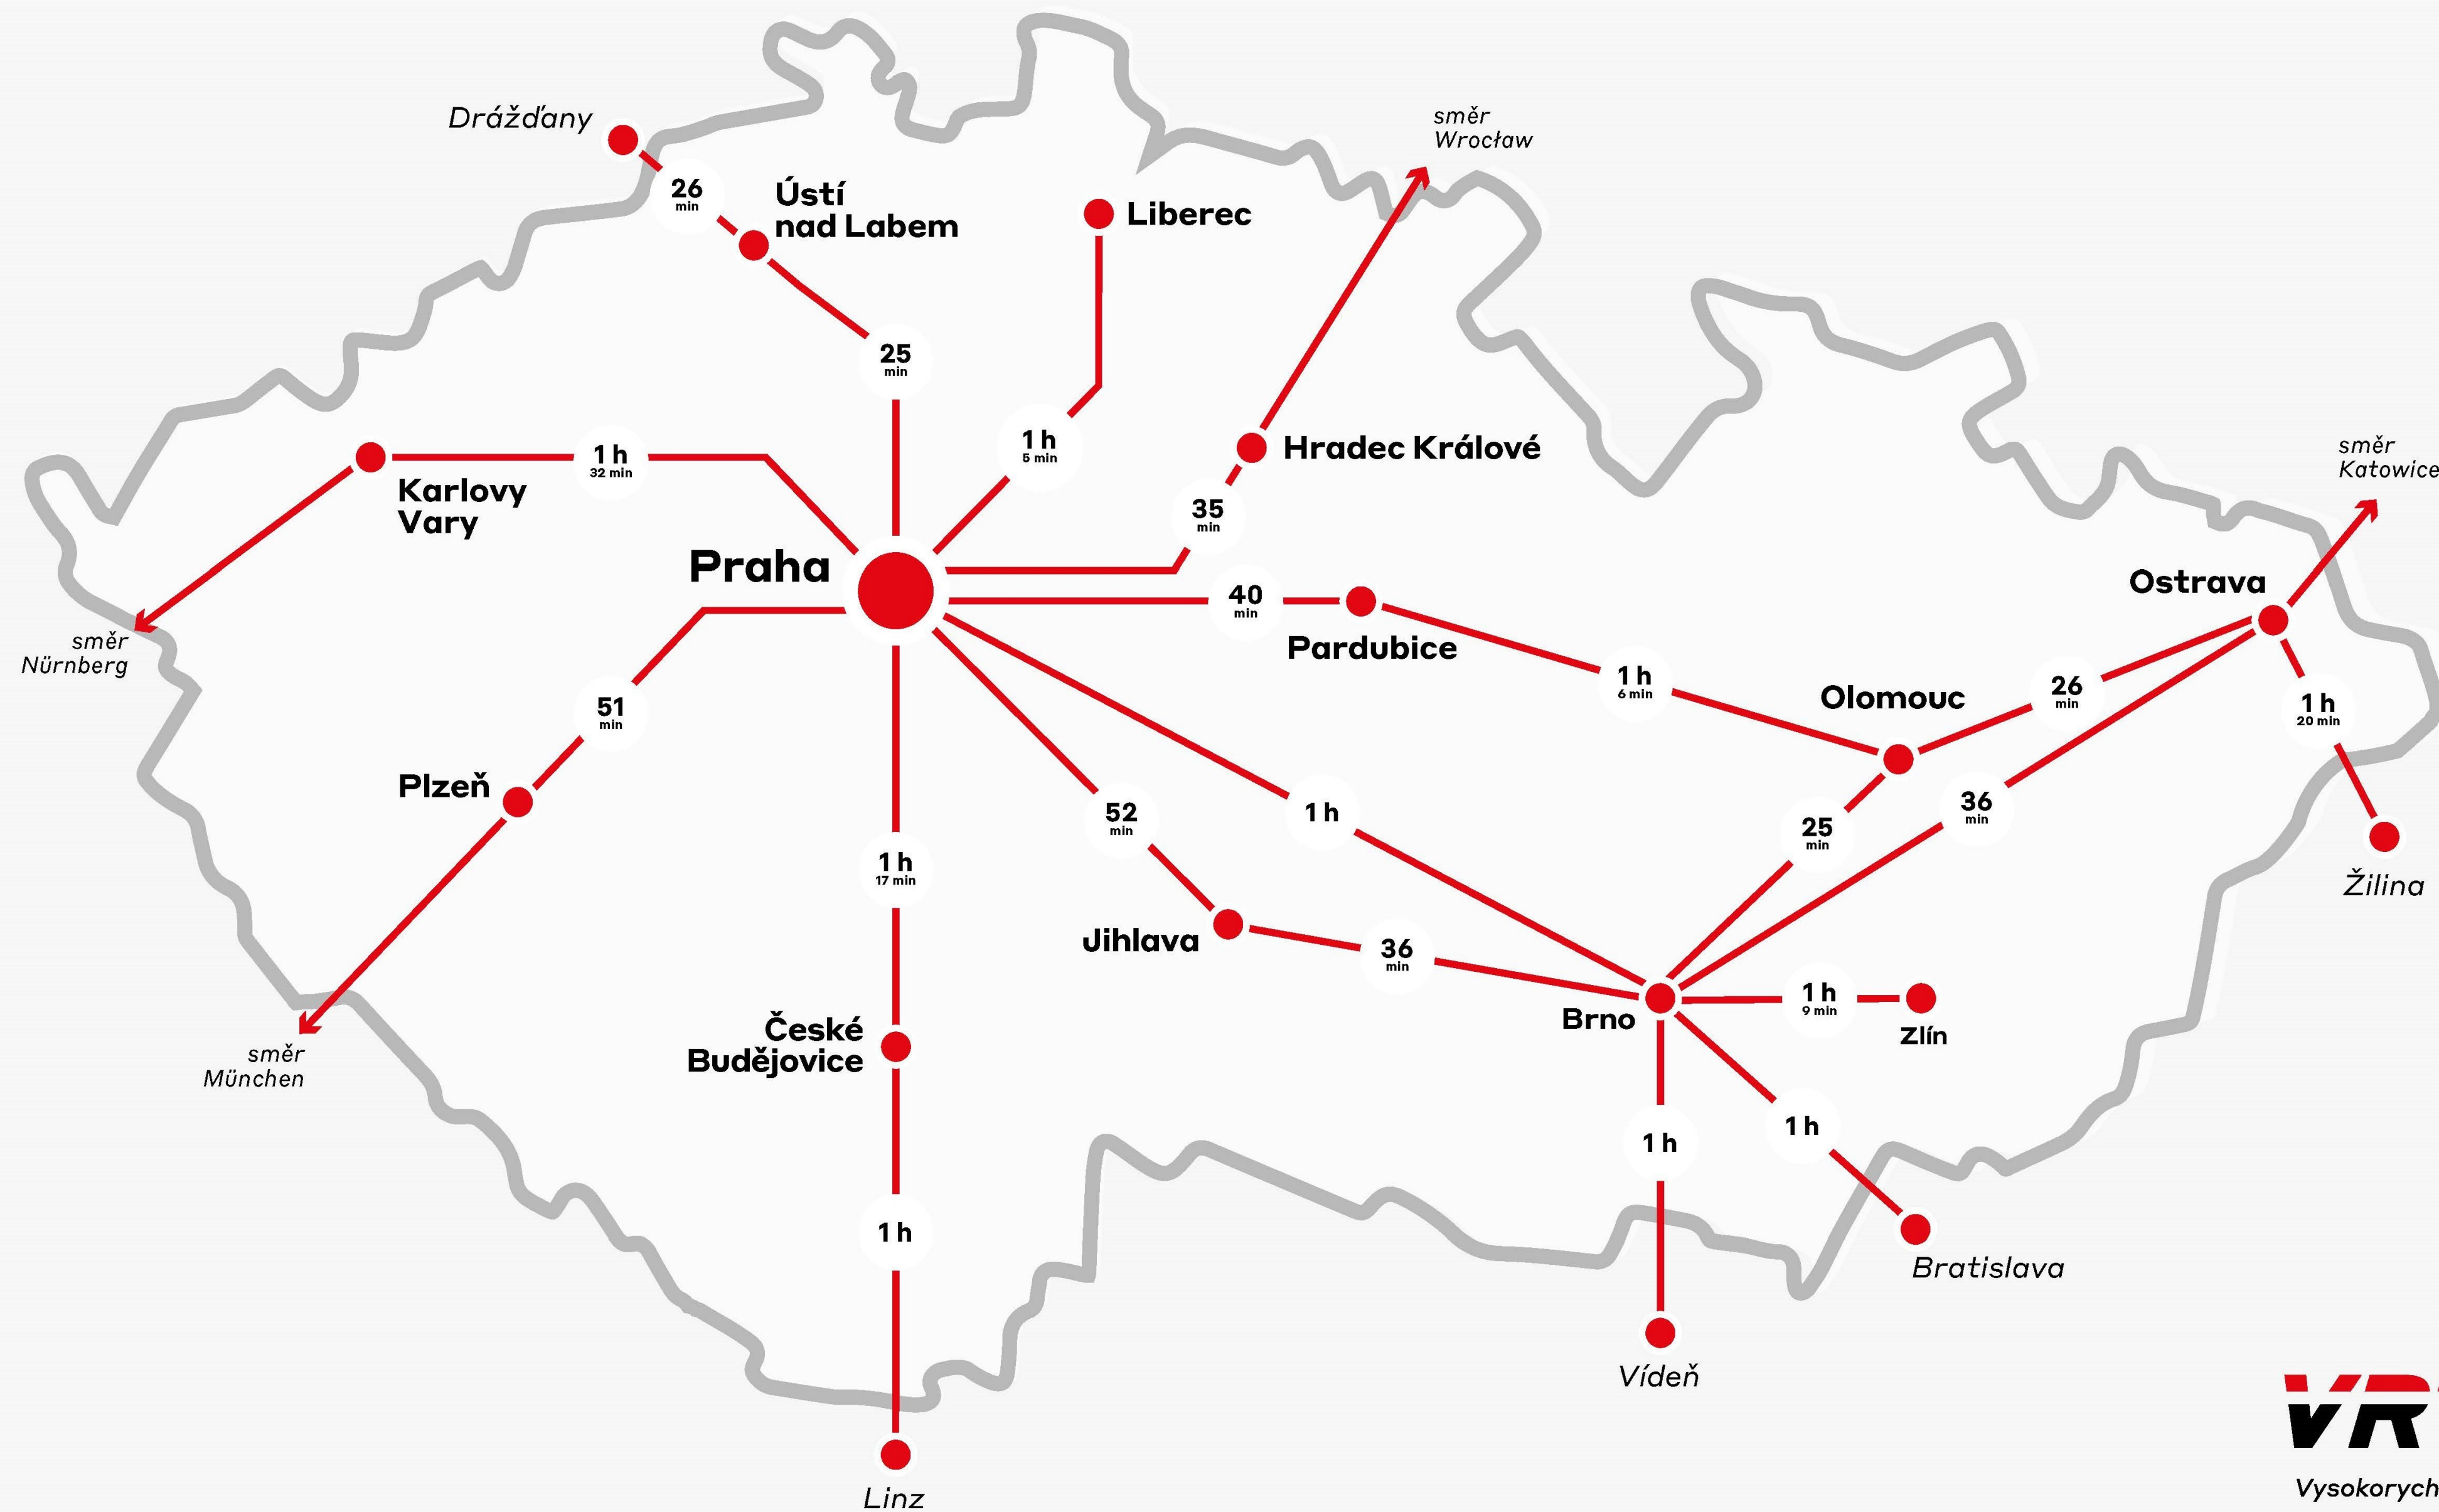 Drážďany
26
min
Ústí
nad Labem
25
min
Liberec
1 h
5 min
směr
Wrocław
Hradec Králové
35
min
Karlovy
Vary
1 h
32 min
směr
Nürnberg
Praha
40
min
Pardubice
1 h
6 min
Olomouc
26
min
Ostrava
směr
Katowice
1 h
20 min
Žilina
51
min
Plzeň
směr
München
1 h
17 min
České
Budějovice
1 h
Linz
52
min
Jihlava
36
min
1 h
25
min
36
min
Brno
1 h
9 min
Zlín
1 h
Vídeň
1 h
Bratislava
VR
Vysokorych